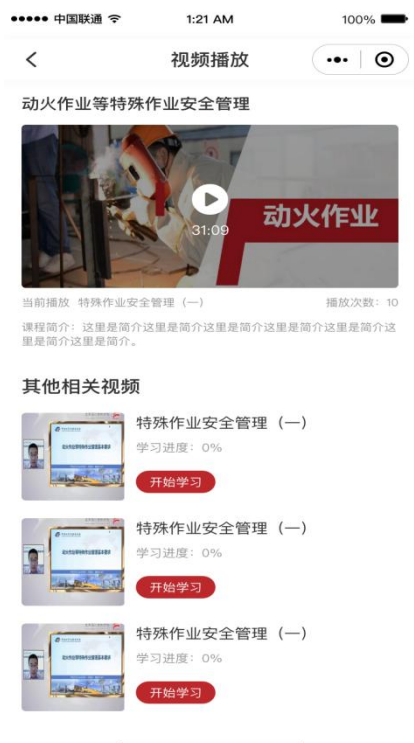 中国联通
1:21 AM
100%
视频播放
动火作业等特殊作业安全管理
动火作业
31:09
当前播放 特殊作业安全管理（一）
播放次数：10
课程简介：这里是简介这里是简介这里是简介这里是简介这里是简介这
里是简介这里是简介。
其他相关视频
特殊作业安全管理（一）
学习进度：0%
开始学习
特殊作业安全管理（一）
学习进度：0%
开始学习
特殊作业安全管理（一）
学习进度：0%
开始学习